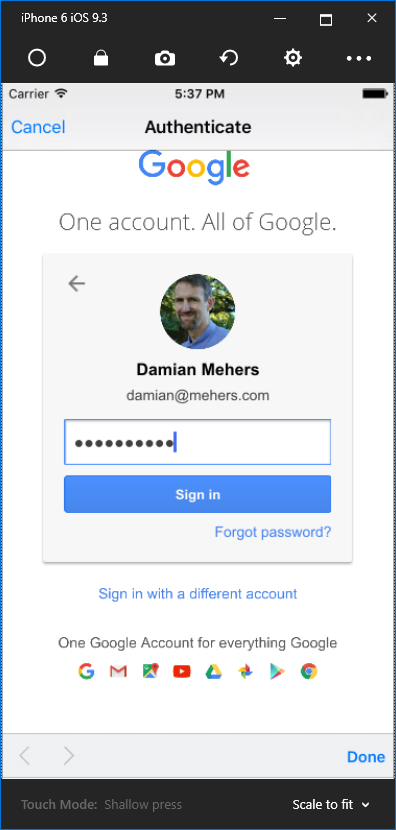 iPhone 6 iOS 9.3
Carrier 5:37 PM
Cancel Authenticate
Google
One account. All of Google.
Damian Mehers
damian@mehers.com
••••••••••
Sign in
Forgot password?
Sign in with a different account
One Google Account for everything Google
Done
Touch Mode: Shallow press Scale to fit